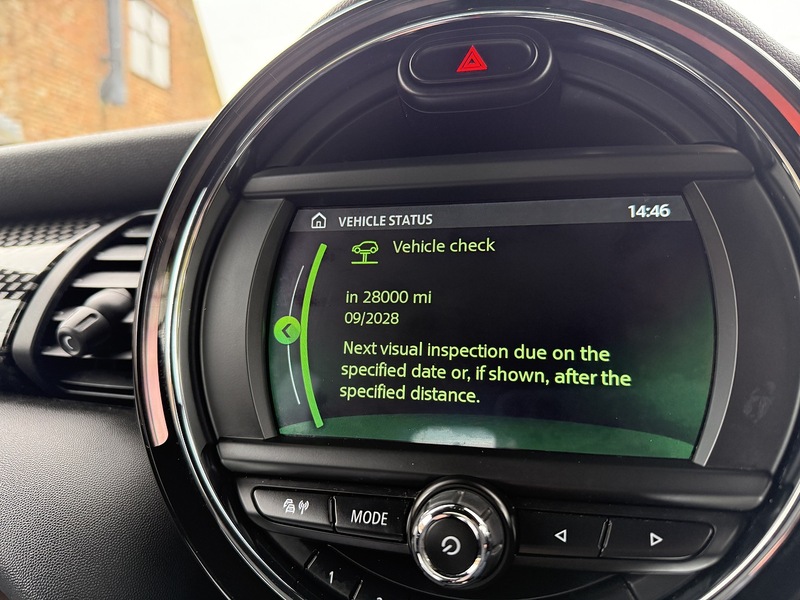 VEHICLE STATUS 14:46
Vehicle check
in 28000 mi
09/2028
Next visual inspection due on the
specified date or, if shown, after the
specified distance.
MODE
1